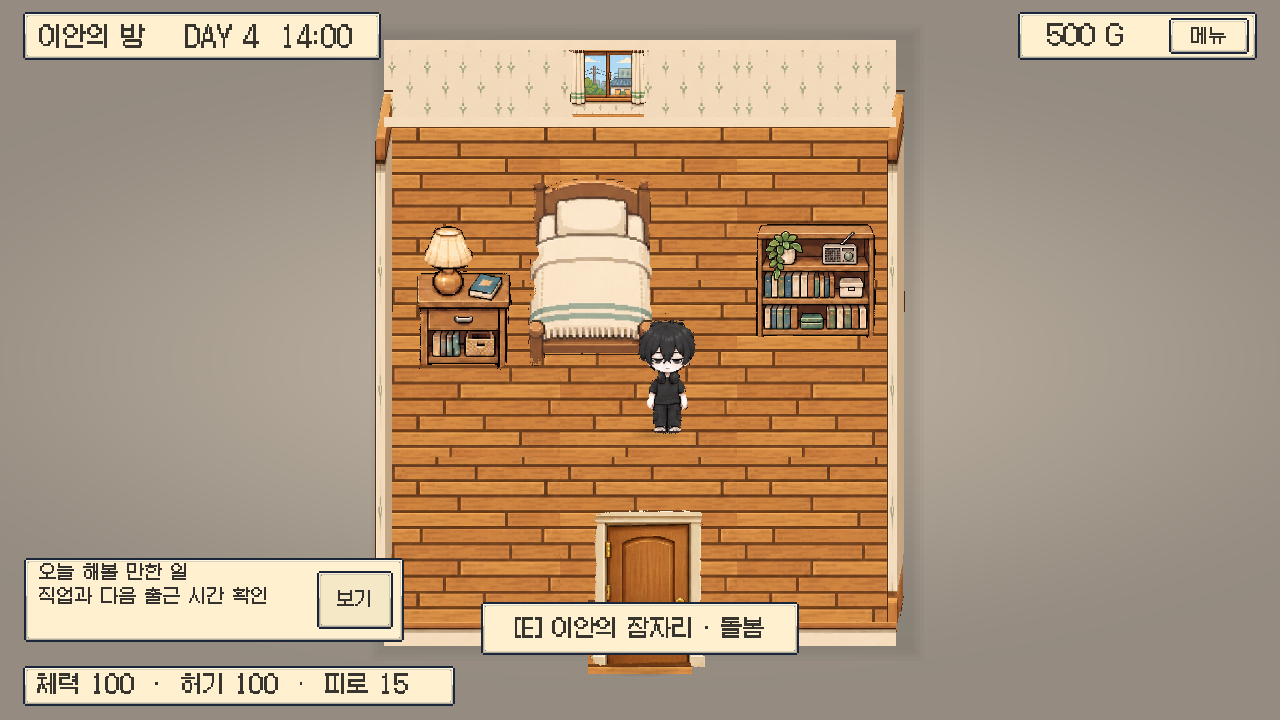 이안의 방 DAY 4 14:00
500 G
메뉴
오늘 해볼 만한 일
직업과 다음 출근 시간 확인
보기
[E] 이안의 잠자리 · 돌봄
체력 100 · 허기 100 · 피로 15